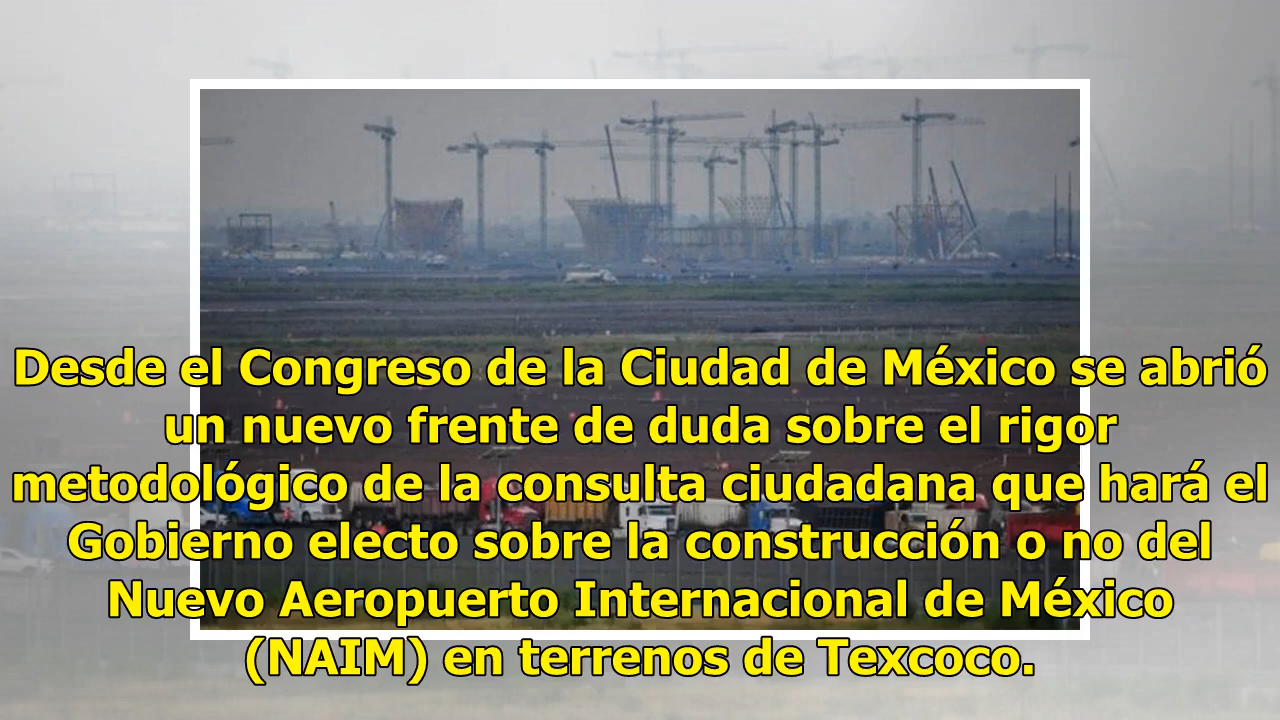 Desde el Congreso de la Ciudad de México se abrió
un nuevo frente de duda sobre el rigor
metodológico de la consulta ciudadana que hará el
Gobierno electo sobre la construcción o no del
Nuevo Aeropuerto Internacional de México
(NAIM) en terrenos de Texcoco.